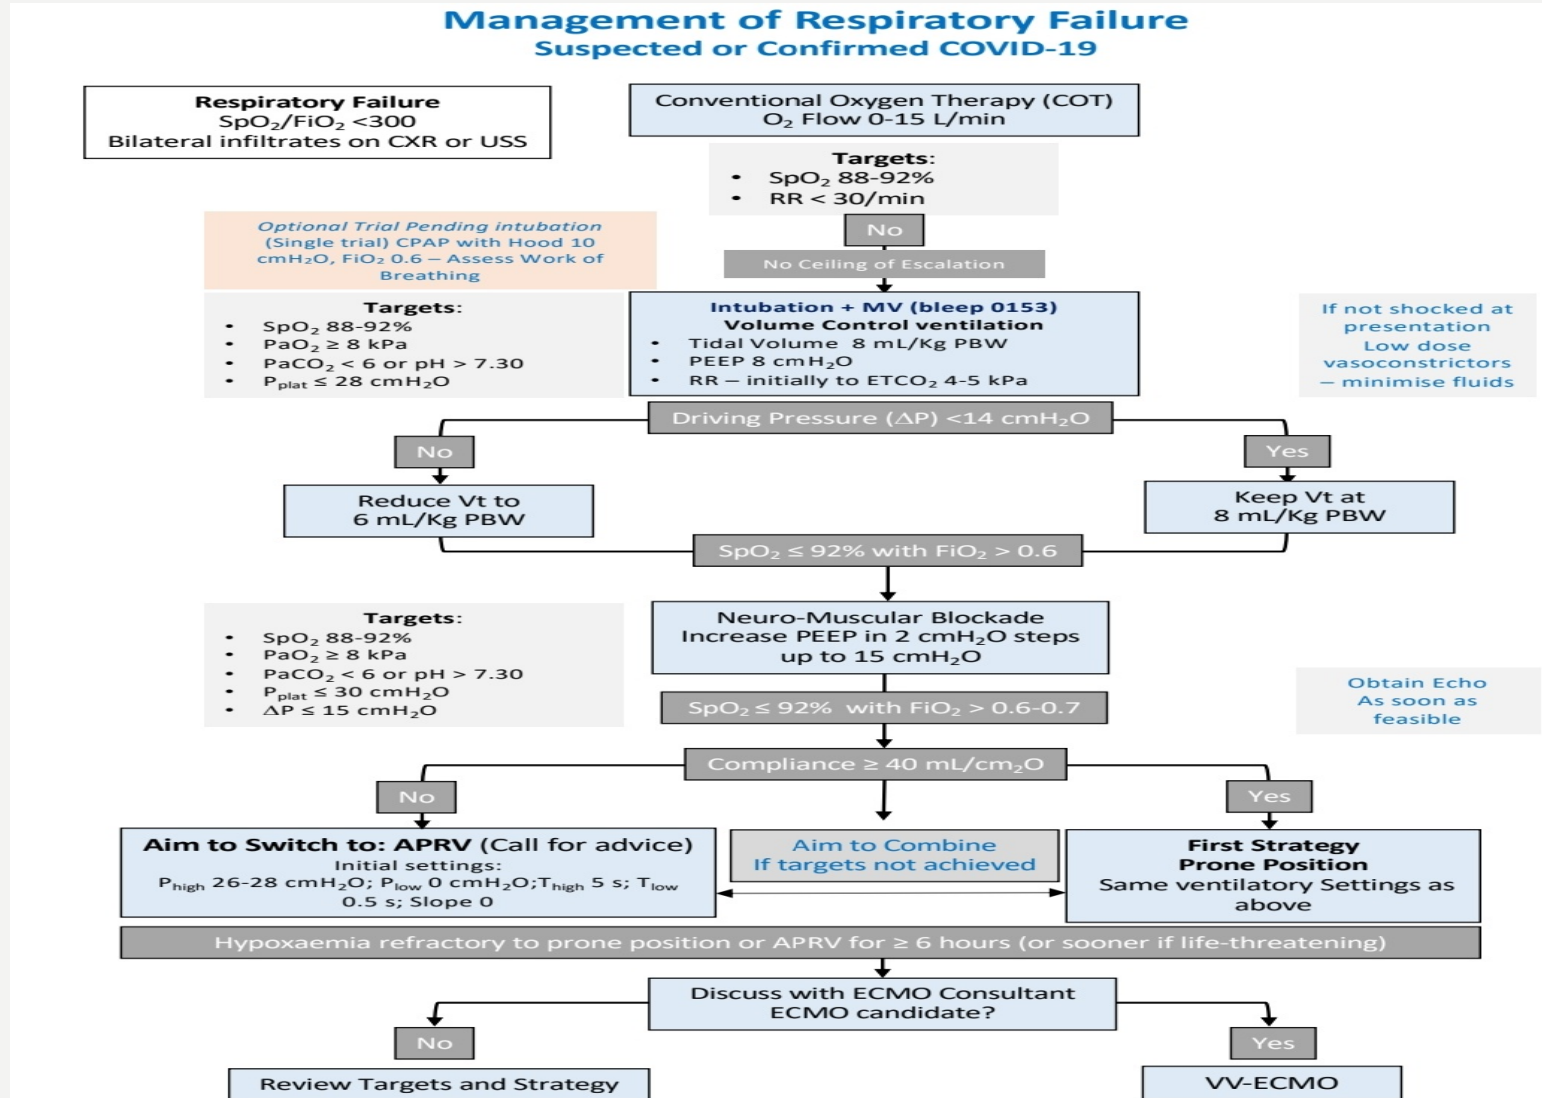 Management of Respiratory Failure
Suspected or Confirmed COVID-19
Respiratory Failure
SpO₂/FiO₂ <300
Bilateral infiltrates on CXR or USS
Conventional Oxygen Therapy (COT)
O₂ Flow 0-15 L/min
Targets:
• SpO₂ 88-92%
• RR < 30/min
No
No Ceiling of Escalation
Optional Trial Pending intubation
(Single trial) CPAP with Hood 10
cmH₂O, FiO₂ 0.6 – Assess Work of
Breathing
Targets:
• SpO₂ 88-92%
• PaO₂ ≥ 8 kPa
• PaCO₂ < 6 or pH > 7.30
• Pplat ≤ 28 cmH₂O
Intubation + MV (bleep 0153)
Volume Control ventilation
• Tidal Volume 8 mL/Kg PBW
• PEEP 8 cmH₂O
• RR – initially to ETCO₂ 4-5 kPa
If not shocked at
presentation
Low dose
vasoconstrictors
– minimise fluids
Driving Pressure (ΔP) <14 cmH₂O
No
Yes
Reduce Vt to
6 mL/Kg PBW
Keep Vt at
8 mL/Kg PBW
SpO₂ ≤ 92% with FiO₂ > 0.6
Targets:
• SpO₂ 88-92%
• PaO₂ ≥ 8 kPa
• PaCO₂ < 6 or pH > 7.30
• Pplat ≤ 30 cmH₂O
• ΔP ≤ 15 cmH₂O
Neuro-Muscular Blockade
Increase PEEP in 2 cmH₂O steps
up to 15 cmH₂O
Obtain Echo
As soon as
feasible
SpO₂ ≤ 92% with FiO₂ > 0.6-0.7
Compliance ≥ 40 mL/cm₂O
No
Yes
Aim to Switch to: APRV (Call for advice)
Initial settings:
Phigh 26-28 cmH₂O; Plow 0 cmH₂O;Thigh 5 s; Tlow
0.5 s; Slope 0
Aim to Combine
If targets not achieved
First Strategy
Prone Position
Same ventilatory Settings as
above
Hypoxaemia refractory to prone position or APRV for ≥ 6 hours (or sooner if life-threatening)
Discuss with ECMO Consultant
ECMO candidate?
No
Yes
Review Targets and Strategy
VV-ECMO